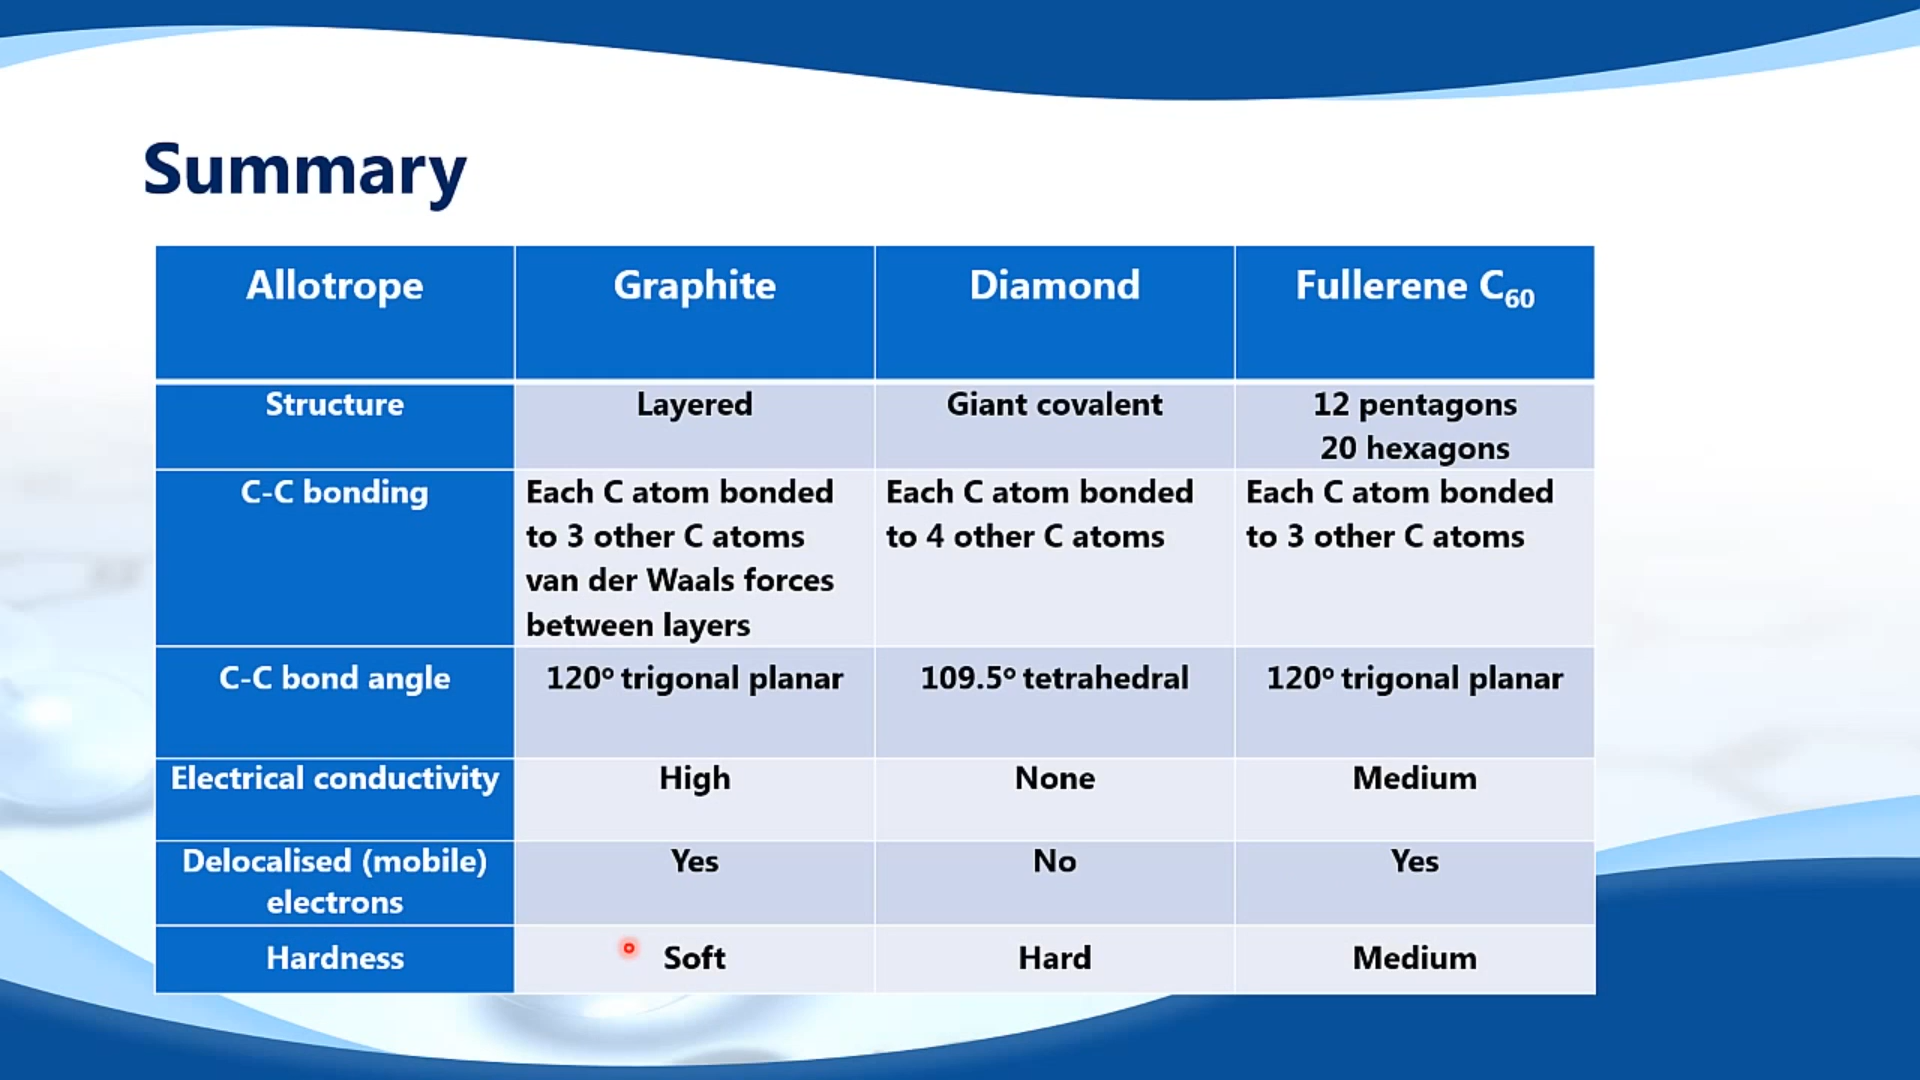 Summary
Allotrope
Graphite
Diamond
Fullerene C₆₀
Structure
Layered
Giant covalent
12 pentagons
20 hexagons
C-C bonding
Each C atom bonded
to 3 other C atoms
van der Waals forces
between layers
Each C atom bonded
to 4 other C atoms
Each C atom bonded
to 3 other C atoms
C-C bond angle
120º trigonal planar
109.5º tetrahedral
120º trigonal planar
Electrical conductivity
High
None
Medium
Delocalised (mobile)
electrons
Yes
No
Yes
Hardness
Soft
Hard
Medium